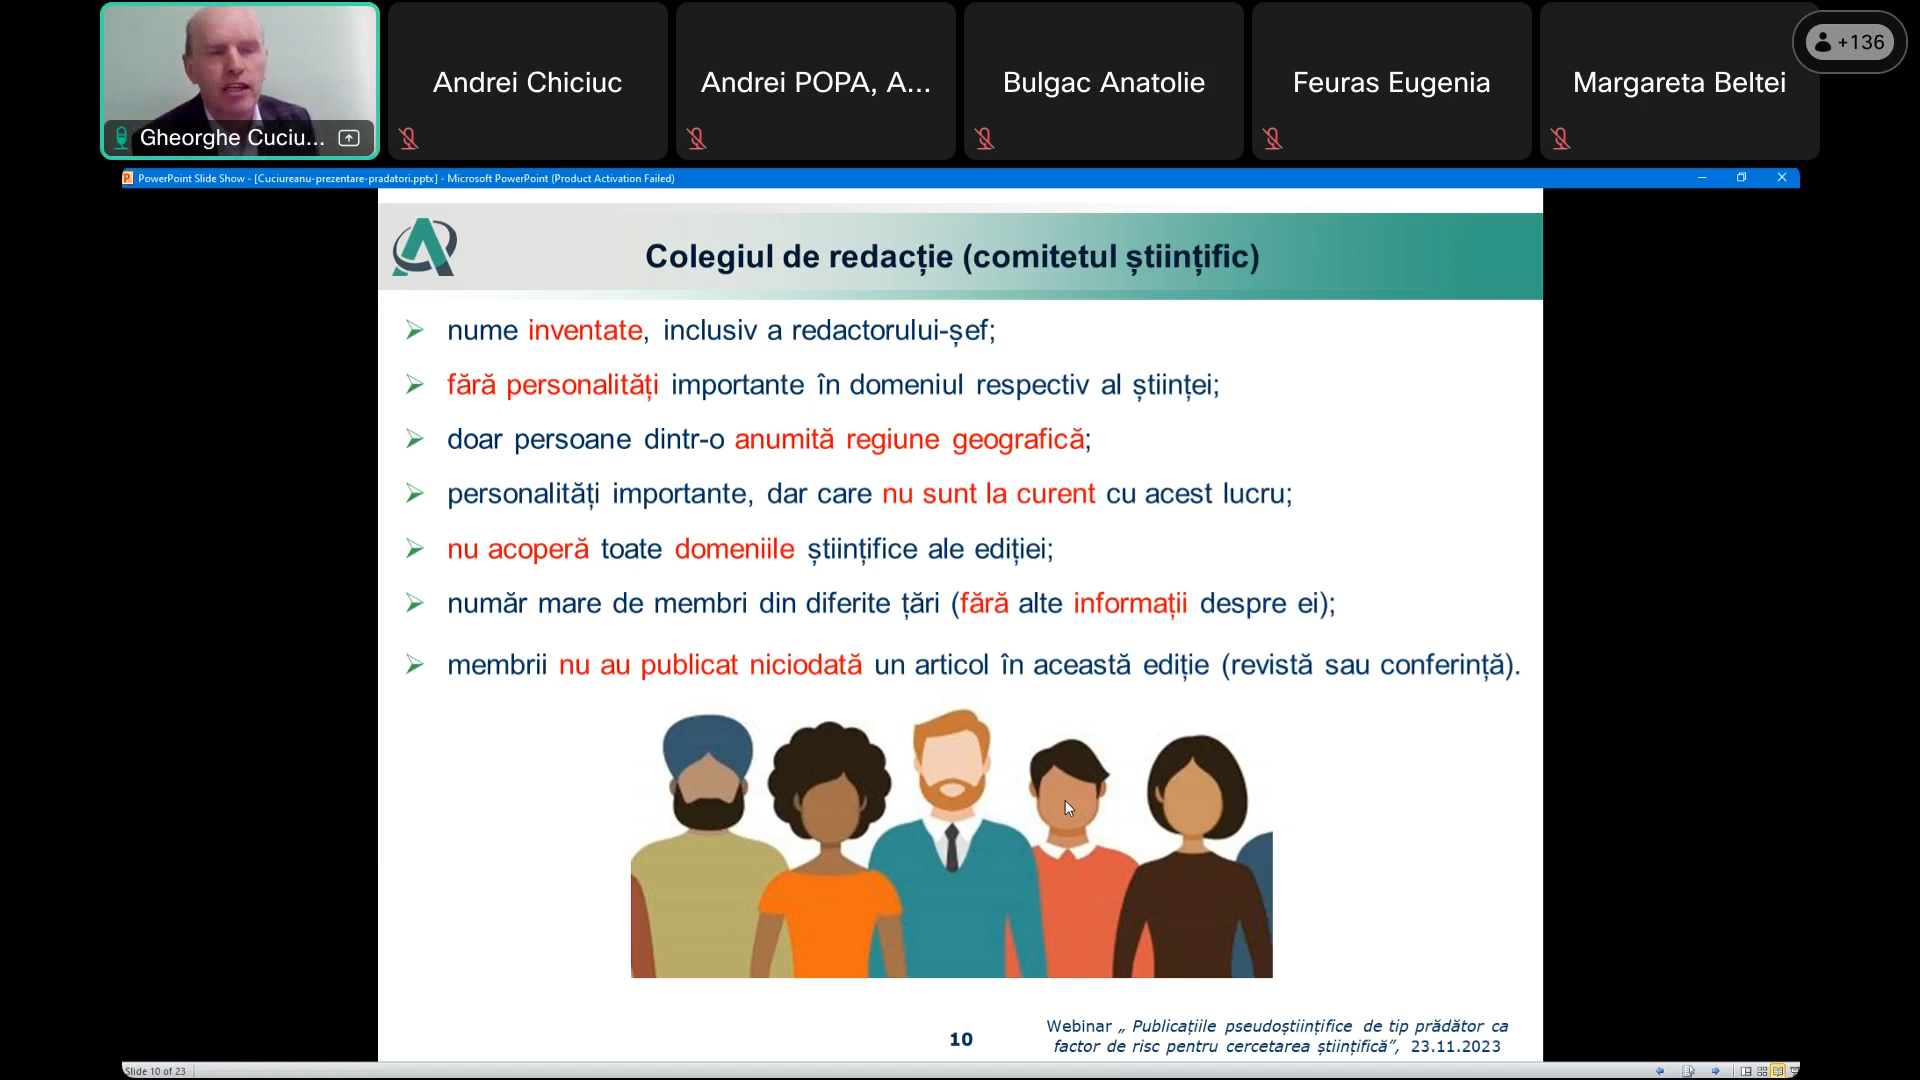 Andrei Chiciuc
Andrei POPA, A...
Bulgac Anatolie
Feuras Eugenia
Margareta Beltei
+136
Gheorghe Cuciu...
PowerPoint Slide Show - [Cuciureanu-prezentare-pradatori.pptx] - Microsoft PowerPoint (Product Activation Failed)
Colegiul de redacție (comitetul științific)
nume inventate, inclusiv a redactorului-șef;
fără personalități importante în domeniul respectiv al științei;
doar persoane dintr-o anumită regiune geografică;
personalități importante, dar care nu sunt la curent cu acest lucru;
nu acoperă toate domeniile științifice ale ediției;
număr mare de membri din diferite țări (fără alte informații despre ei);
membrii nu au publicat niciodată un articol în această ediție (revistă sau conferință).
10
Webinar „ Publicațiile pseudoștiințifice de tip prădător ca
factor de risc pentru cercetarea științifică”, 23.11.2023
Slide 10 of 23